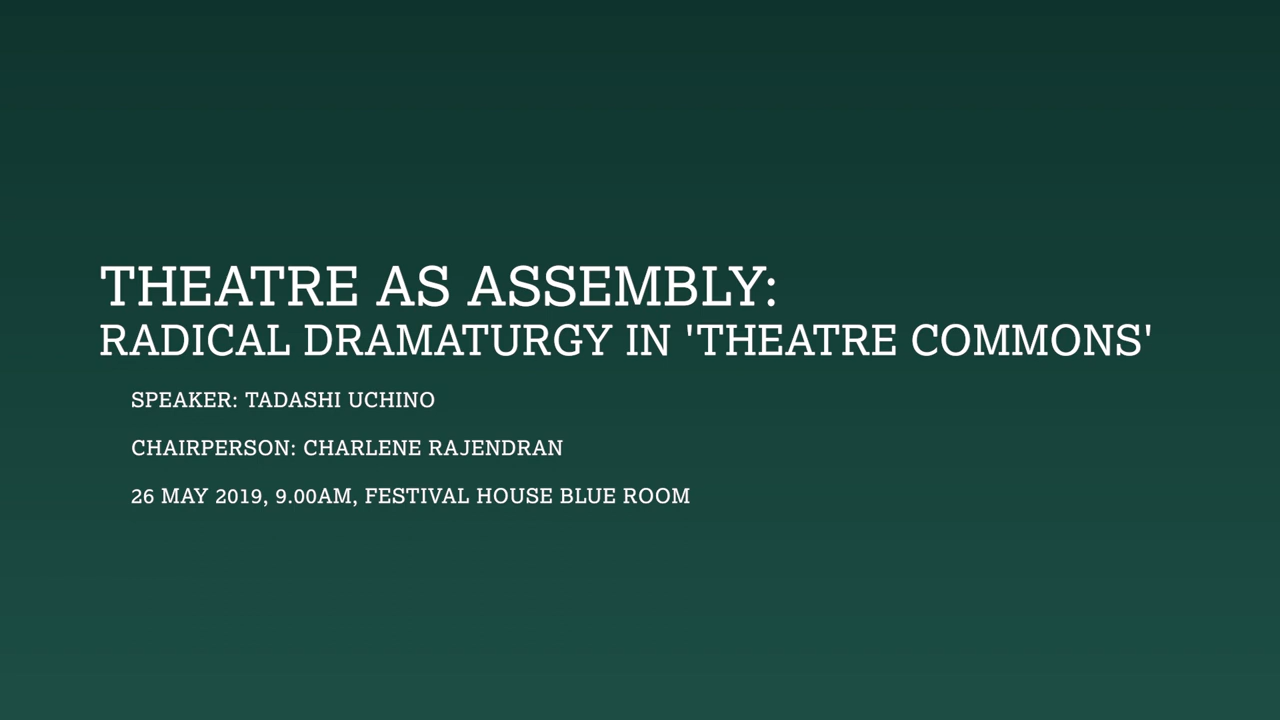 THEATRE AS ASSEMBLY:
RADICAL DRAMATURGY IN 'THEATRE COMMONS'
SPEAKER: TADASHI UCHINO
CHAIRPERSON: CHARLENE RAJENDRAN
26 MAY 2019, 9.00AM, FESTIVAL HOUSE BLUE ROOM